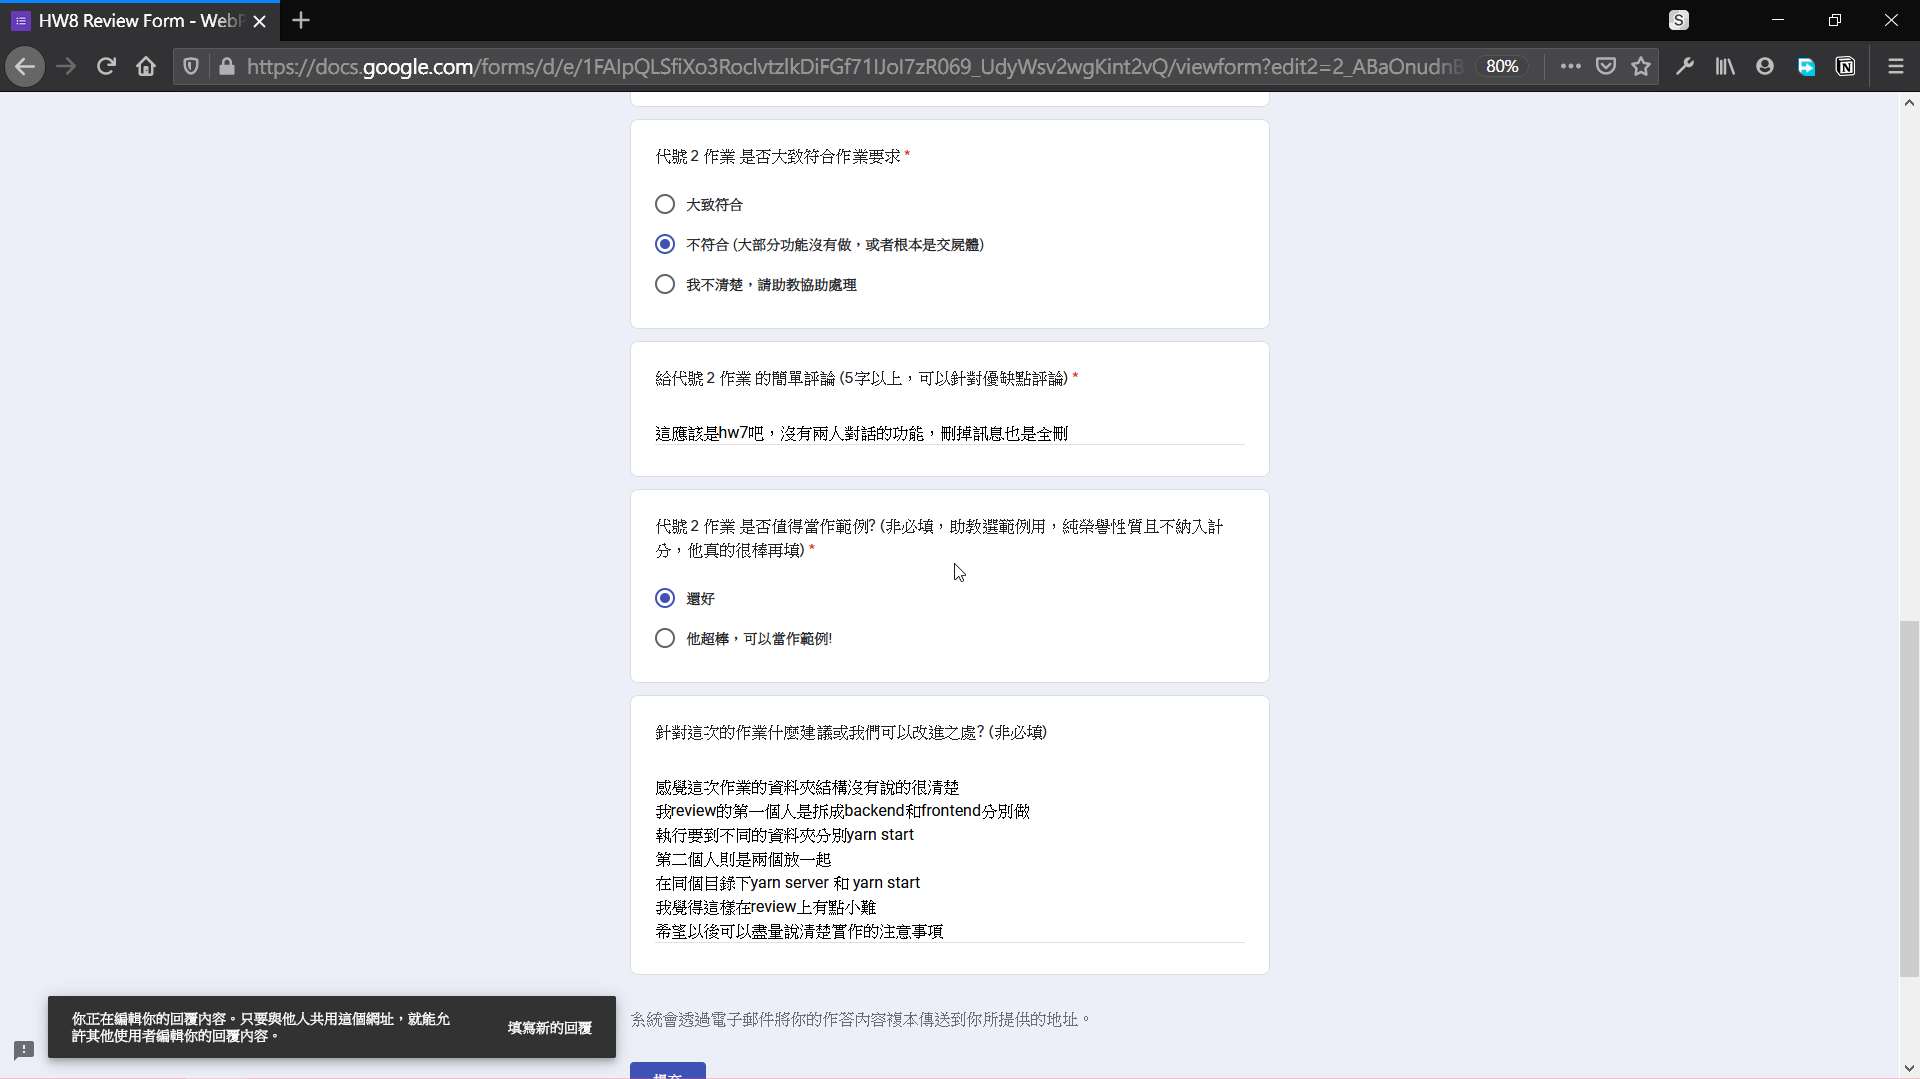 HW8 Review Form - WebP
S
https://docs.google.com/forms/d/e/1FAIpQLSfiXo3RoclvtzlkDiFGf71IJoI7zR069_UdyWsv2wgKint2vQ/viewform?edit2=2_ABaOnudnB
80%
代號 2 作業 是否大致符合作業要求 *
大致符合
不符合 (大部分功能沒有做，或者根本是交屍體)
我不清楚，請助教協助處理
給代號 2 作業 的簡單評論 (5字以上，可以針對優缺點評論) *
這應該是hw7吧，沒有兩人對話的功能，刪掉訊息也是全刪
代號 2 作業 是否值得當作範例? (非必填，助教選範例用，純榮譽性質且不納入計
分，他真的很棒再填) *
還好
他超棒，可以當作範例!
針對這次的作業什麼建議或我們可以改進之處? (非必填)
感覺這次作業的資料夾結構沒有說的很清楚
我review的第一個人是拆成backend和frontend分別做
執行要到不同的資料夾分別yarn start
第二個人則是兩個放一起
在同個目錄下yarn server 和 yarn start
我覺得這樣在review上有點小難
希望以後可以盡量說清楚實作的注意事項
你正在編輯你的回覆內容。只要與他人共用這個網址，就能允
許其他使用者編輯你的回覆內容。
填寫新的回覆
系統會透過電子郵件將你的作答內容複本傳送到你所提供的地址。
提交